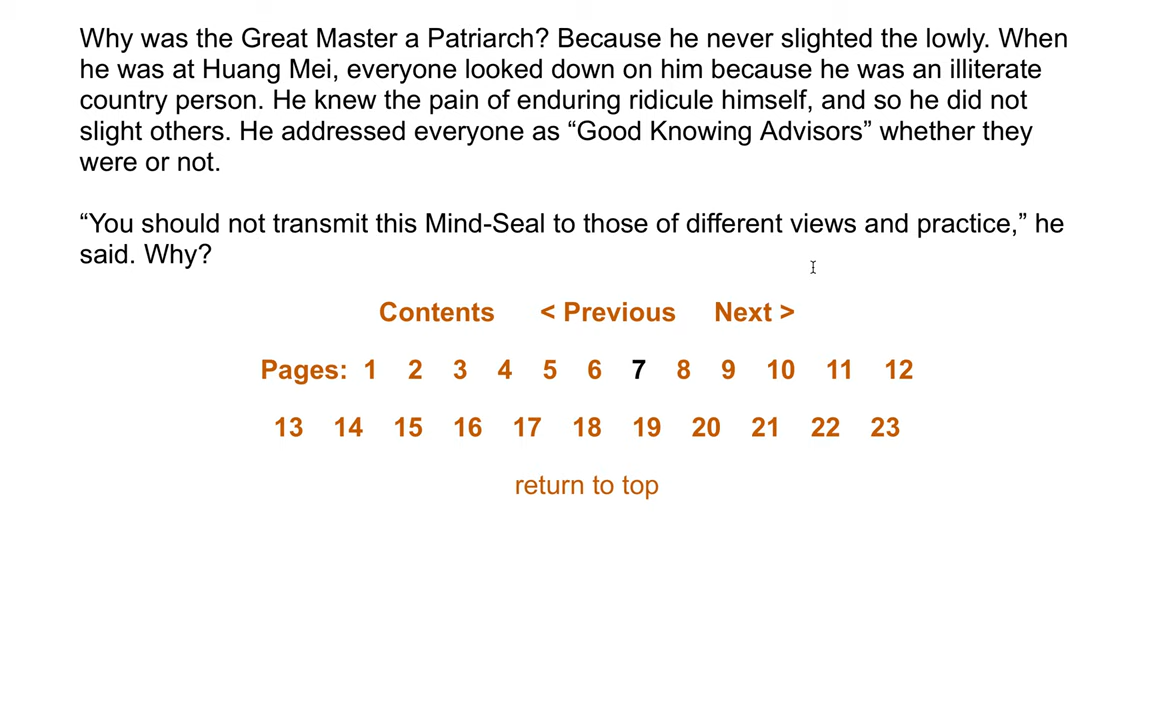 Why was the Great Master a Patriarch? Because he never slighted the lowly. When
he was at Huang Mei, everyone looked down on him because he was an illiterate
country person. He knew the pain of enduring ridicule himself, and so he did not
slight others. He addressed everyone as “Good Knowing Advisors” whether they
were or not.
“You should not transmit this Mind-Seal to those of different views and practice,” he
said. Why?
Contents < Previous Next >
Pages: 1 2 3 4 5 6 7 8 9 10 11 12
13 14 15 16 17 18 19 20 21 22 23
return to top